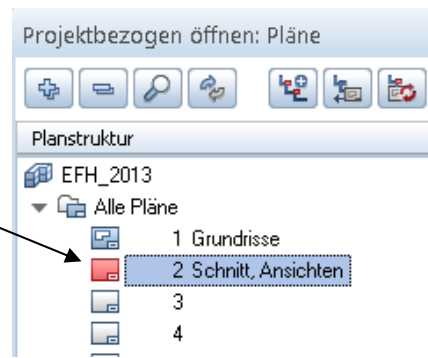 Projektbezogen öffnen: Pläne
Planstruktur
EFH_2013
Alle Pläne
1 Grundrisse
2 Schnitt, Ansichten
3
4